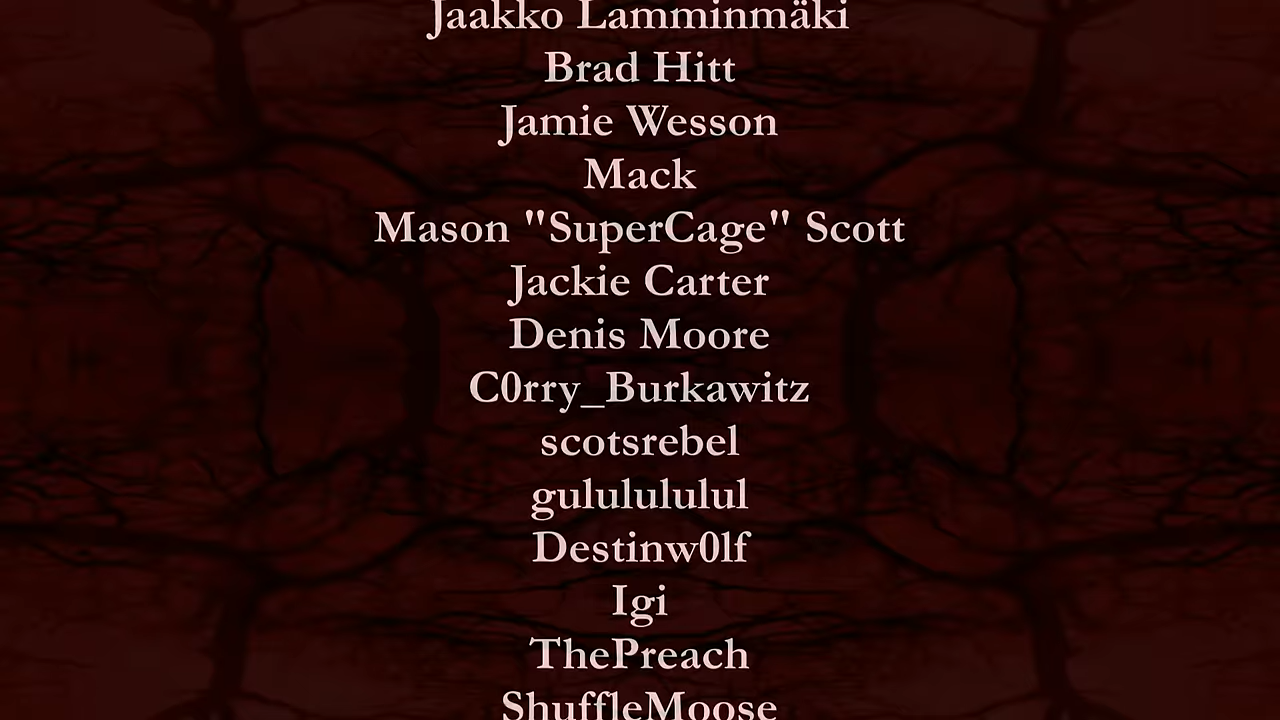 Jaakko Lamminmäki
Brad Hitt
Jamie Wesson
Mack
Mason "SuperCage" Scott
Jackie Carter
Denis Moore
C0rry_Burkawitz
scotsrebel
gulululululul
Destinw0lf
Igi
ThePreach
ShuffleMoose